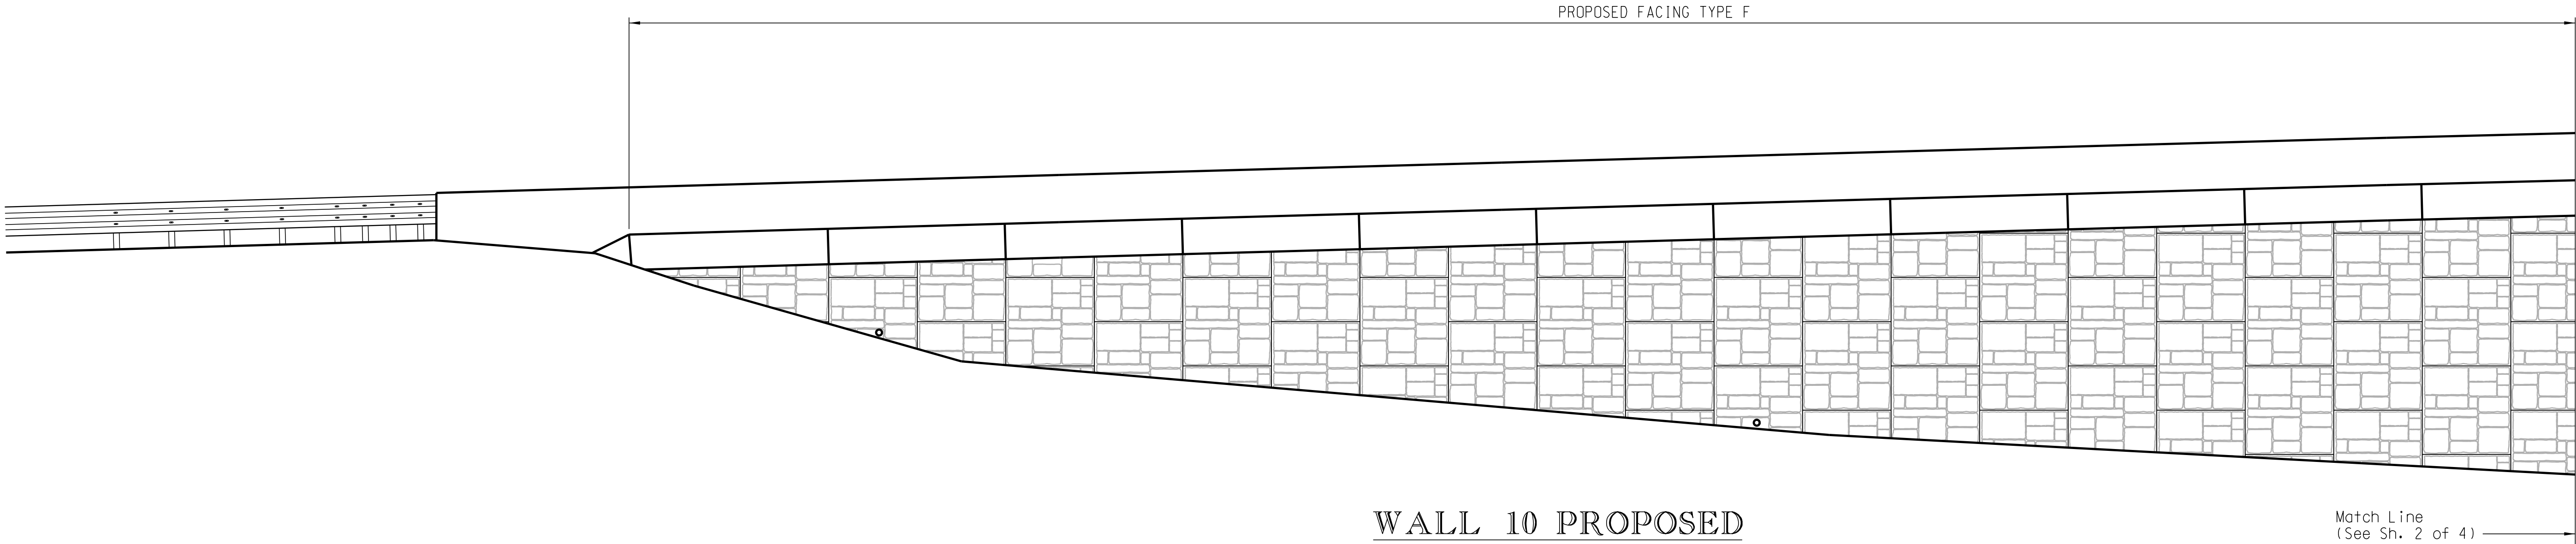 PROPOSED FACING TYPE F
WALL 10 PROPOSED
Match Line
(See Sh. 2 of 4)